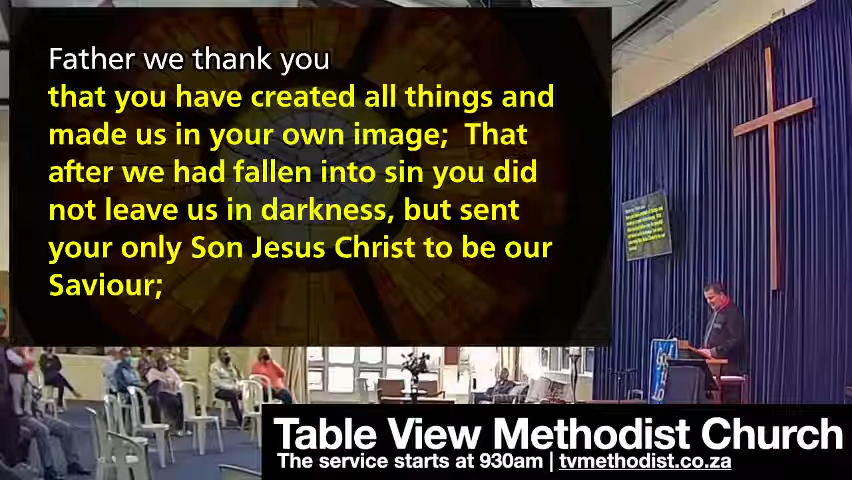 Father we thank you
that you have created all things and
made us in your own image;  That
after we had fallen into sin you did
not leave us in darkness, but sent
your only Son Jesus Christ to be our
Saviour;
Table View Methodist Church
The service starts at 930am | tvmethodist.co.za